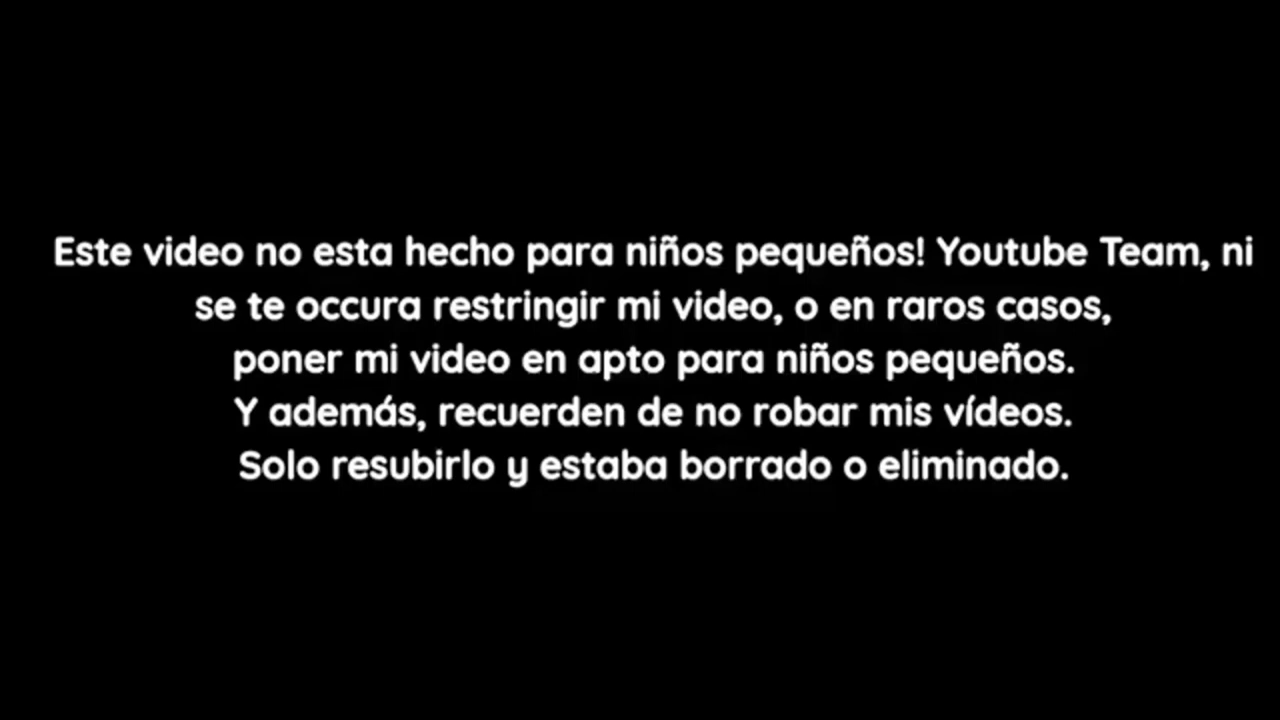 Este video no esta hecho para niños pequeños! Youtube Team, ni
se te occura restringir mi video, o en raros casos,
poner mi video en apto para niños pequeños.
Y además, recuerden de no robar mis vídeos.
Solo resubirlo y estaba borrado o eliminado.